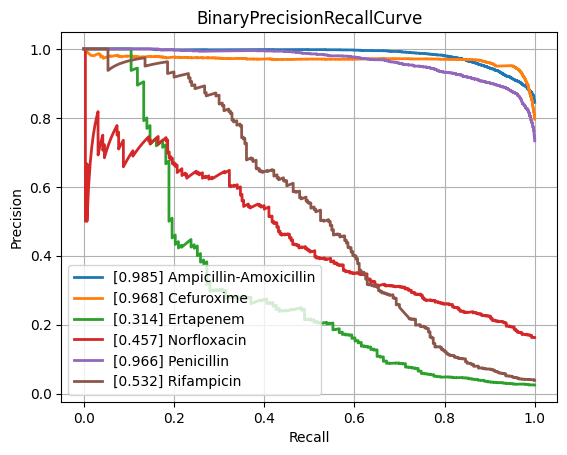 BinaryPrecisionRecallCurve
Precision
1.0
0.8
0.6
0.4
0.2
0.0
[0.985] Ampicillin-Amoxicillin
[0.968] Cefuroxime
[0.314] Ertapenem
[0.457] Norfloxacin
[0.966] Penicillin
[0.532] Rifampicin
0.0 0.2 0.4 0.6 0.8 1.0
Recall